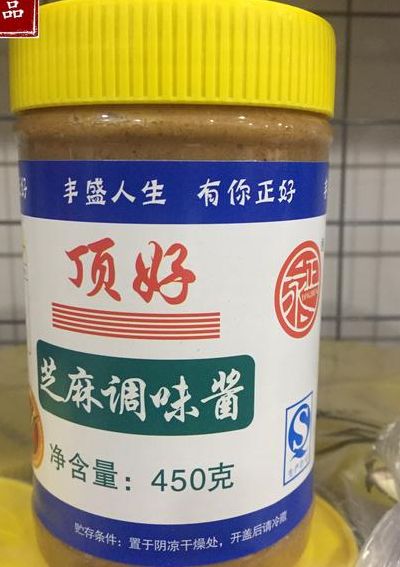 品
丰盛人生 有你正好
顶好
正
芝麻调味酱
净含量：450克
贮存条件：置于阴凉干燥处，开盖后请冷藏